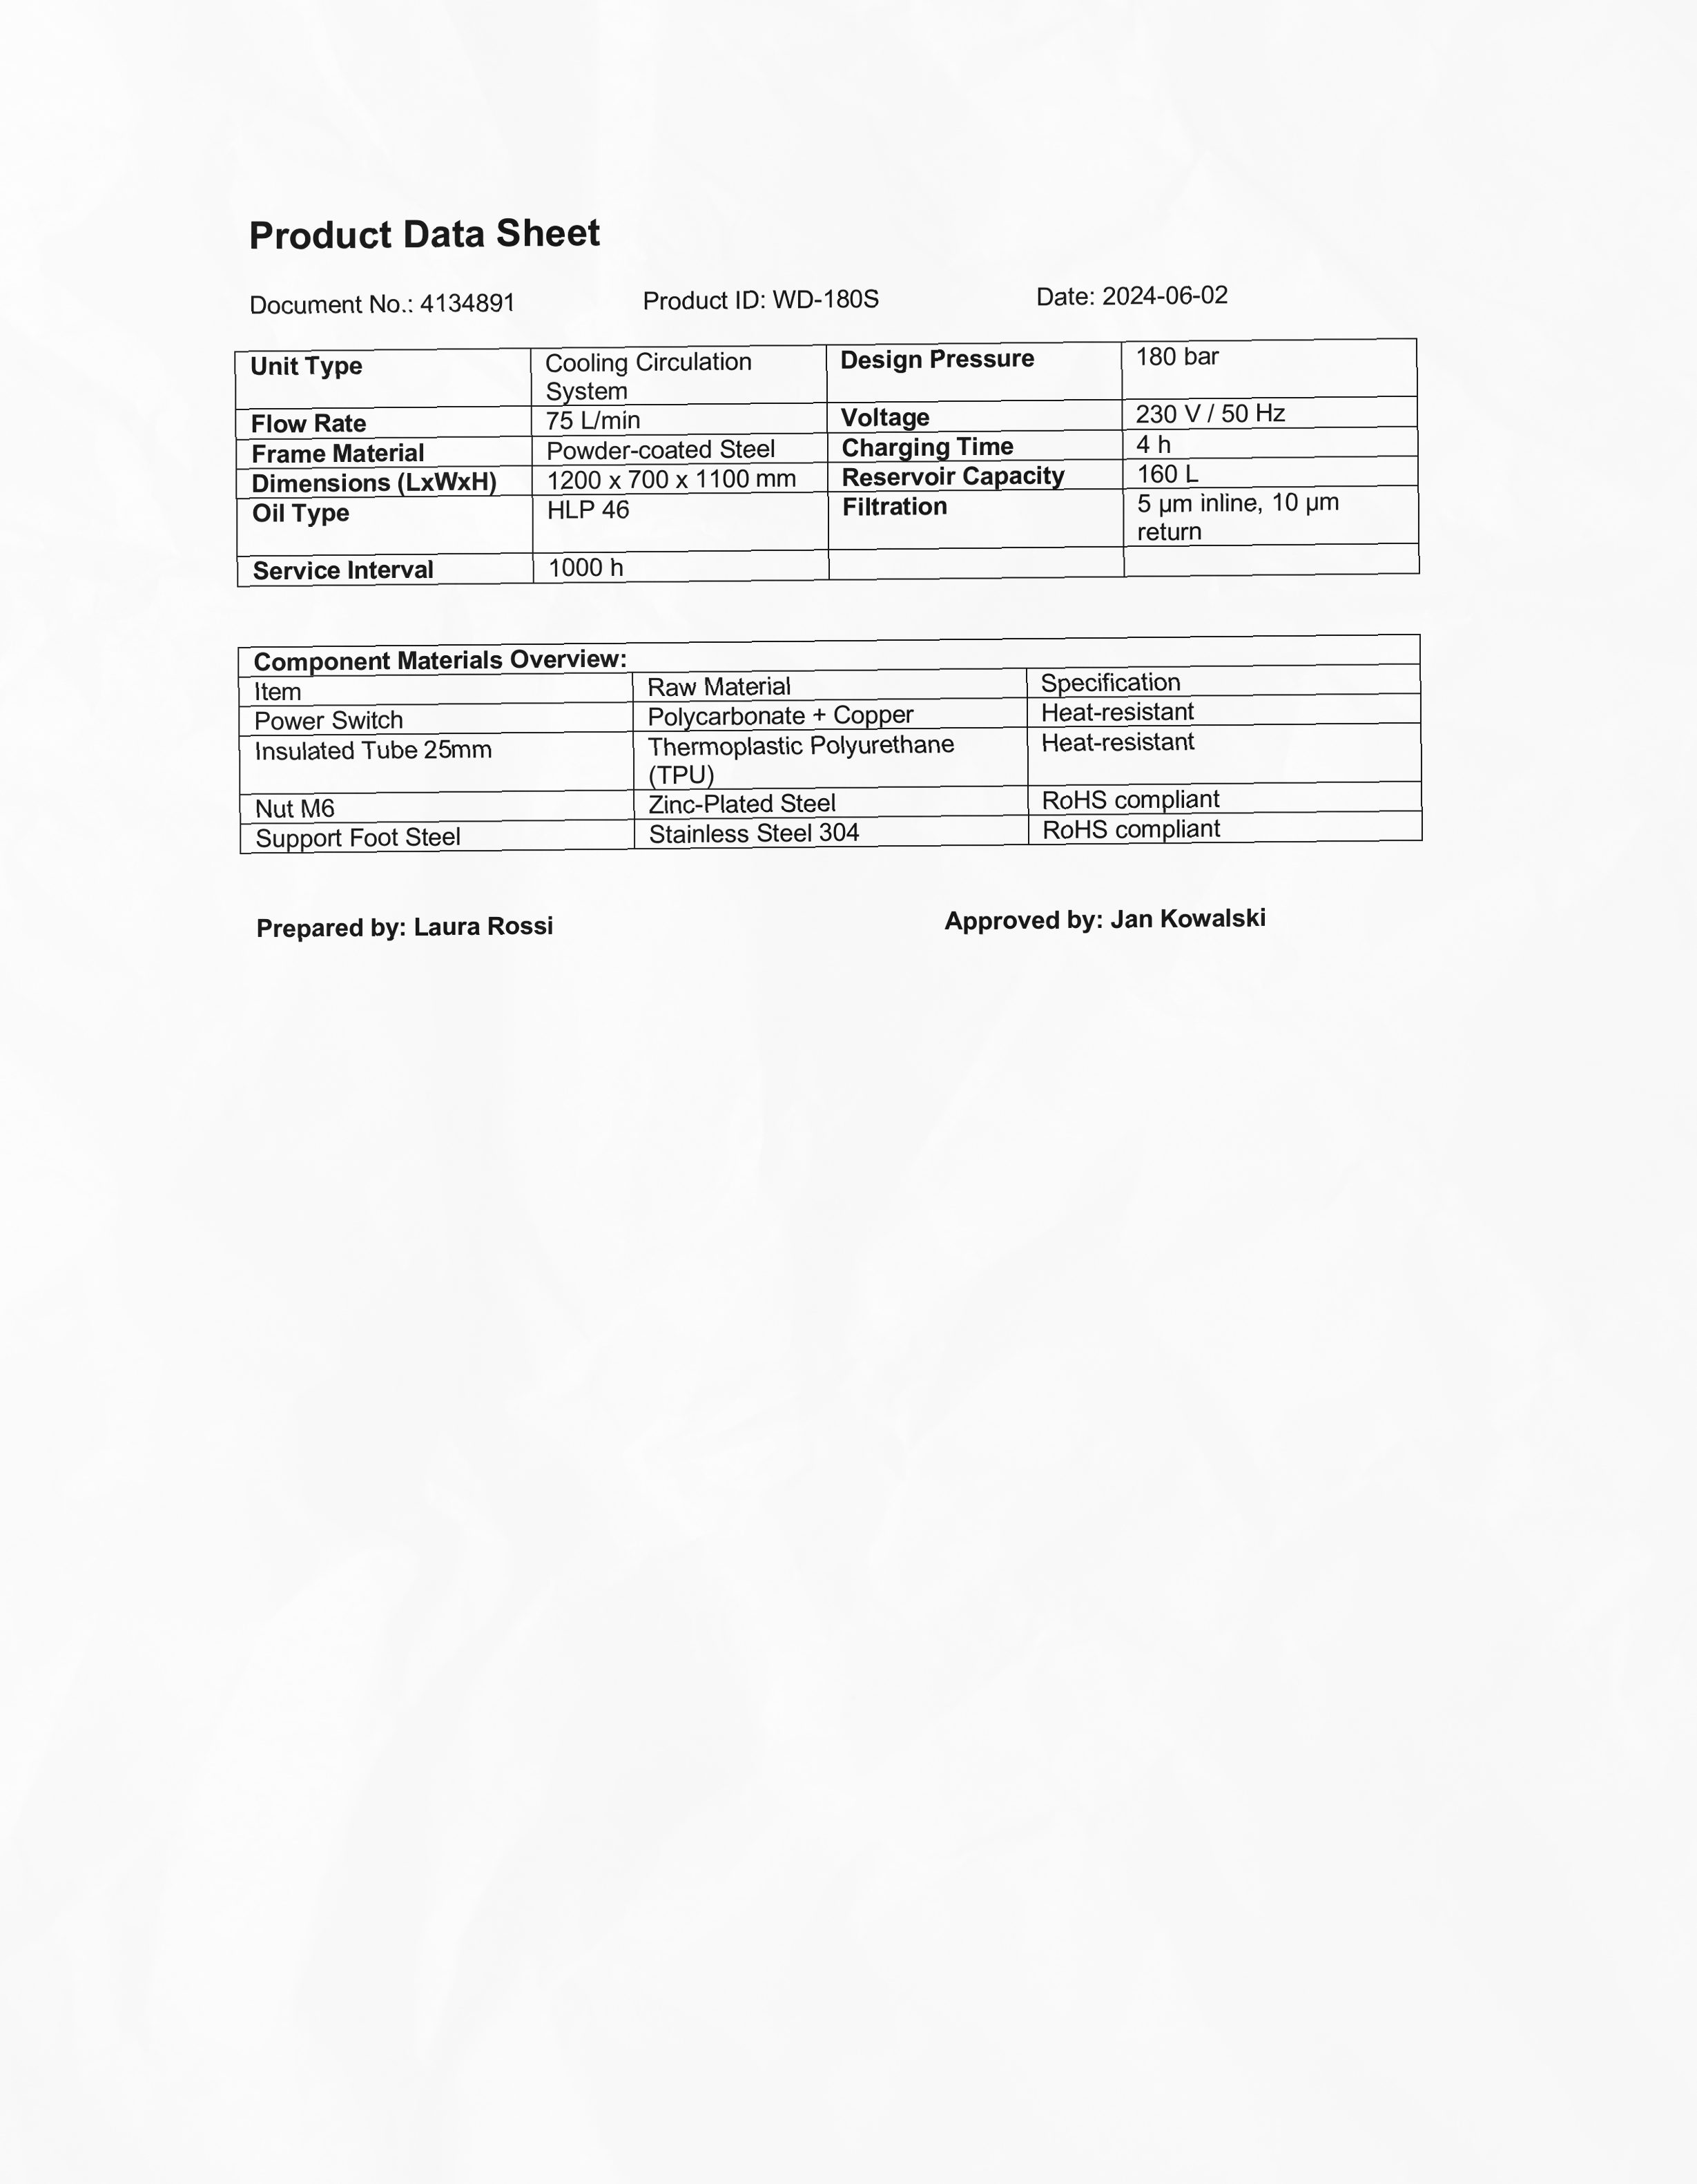 Product Data Sheet
Document No.: 4134891 Product ID: WD-180S Date: 2024-06-02
Unit Type Cooling Circulation System Design Pressure 180 bar
Flow Rate 75 L/min Voltage 230 V / 50 Hz
Frame Material Powder-coated Steel Charging Time 4 h
Dimensions (LxWxH) 1200 x 700 x 1100 mm Reservoir Capacity 160 L
Oil Type HLP 46 Filtration 5 µm inline, 10 µm return
Service Interval 1000 h
Component Materials Overview:
Item Raw Material Specification
Power Switch Polycarbonate + Copper Heat-resistant
Insulated Tube 25mm Thermoplastic Polyurethane (TPU) Heat-resistant
Nut M6 Zinc-Plated Steel RoHS compliant
Support Foot Steel Stainless Steel 304 RoHS compliant
Prepared by: Laura Rossi Approved by: Jan Kowalski